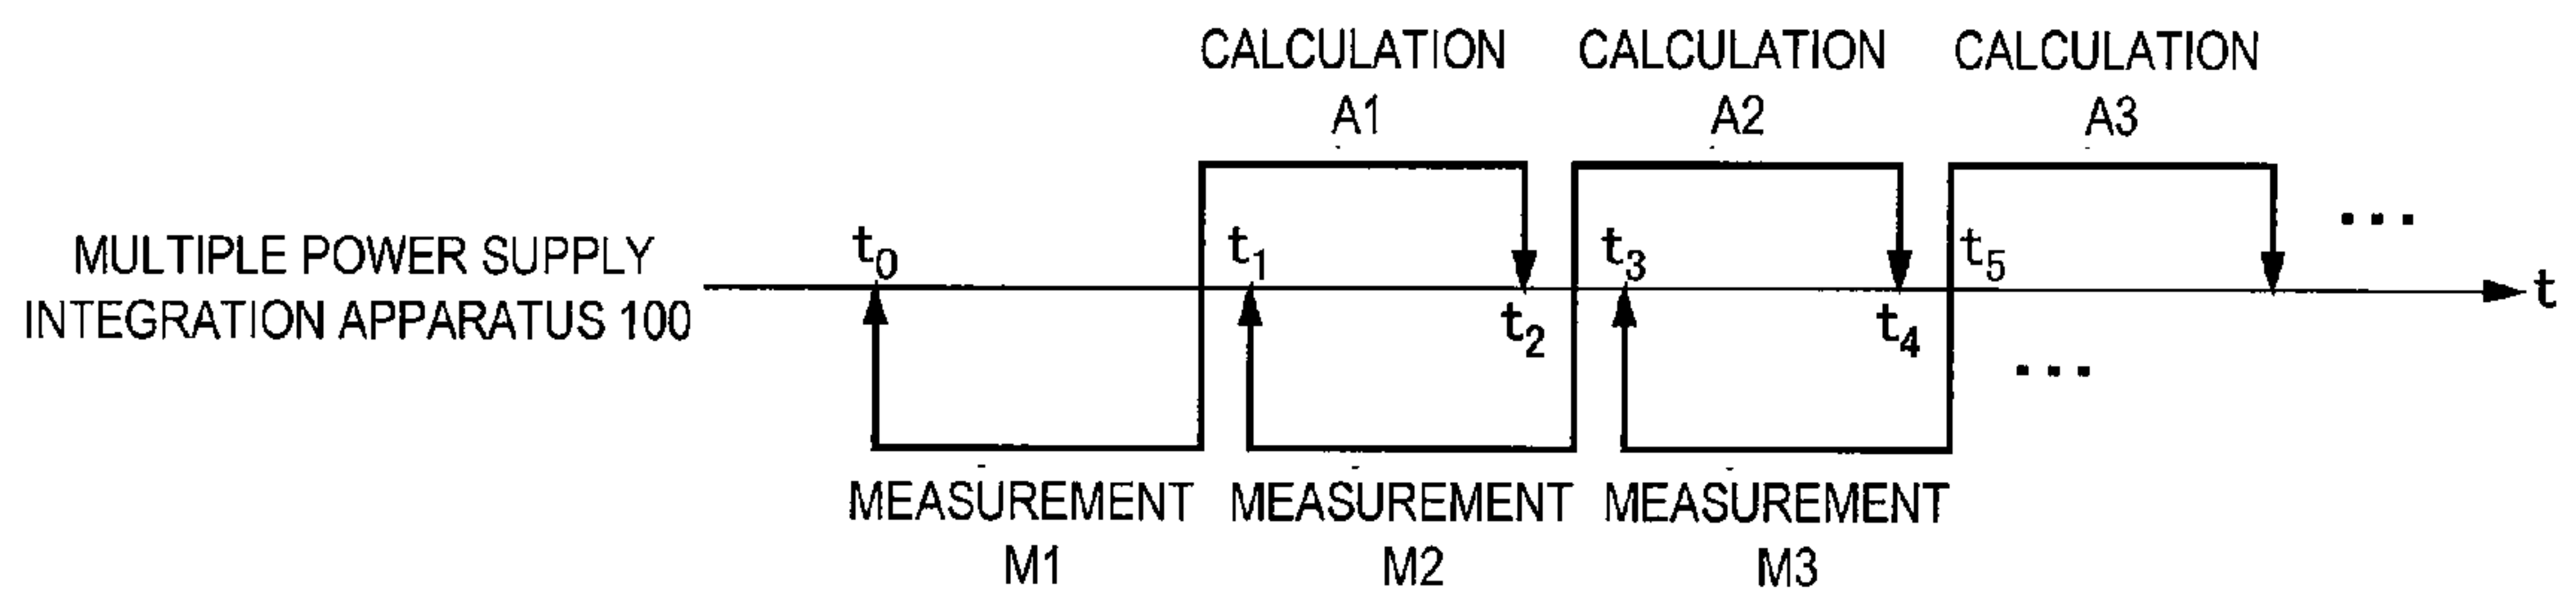 CALCULATION A1
CALCULATION A2
CALCULATION A3
MULTIPLE POWER SUPPLY
INTEGRATION APPARATUS 100
t0
t1
t2
t3
t4
t5
...
t
...
MEASUREMENT M1
MEASUREMENT M2
MEASUREMENT M3